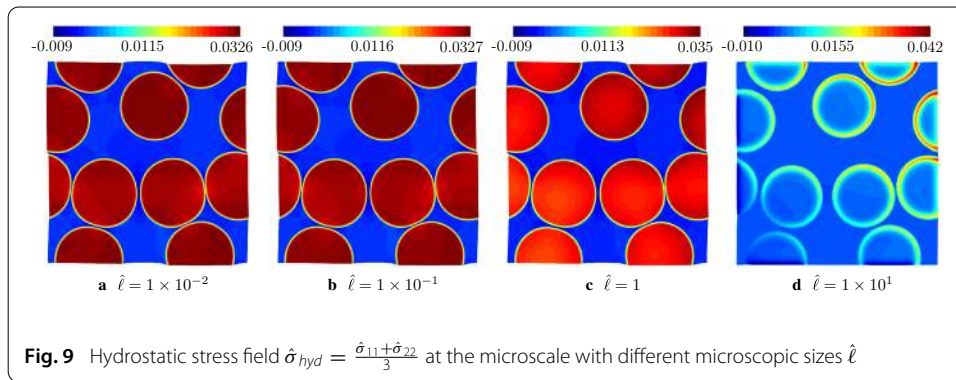 -0.009 0.0115 0.0326 -0.009 0.0116 0.0327 -0.009 0.0113 0.035 -0.010 0.0155 0.042
a ℓ̂ = 1 × 10⁻² b ℓ̂ = 1 × 10⁻¹ c ℓ̂ = 1 d ℓ̂ = 1 × 10¹
Fig. 9 Hydrostatic stress field σ̂_hyd = (σ̂₁₁+σ̂₂₂)/3 at the microscale with different microscopic sizes ℓ̂